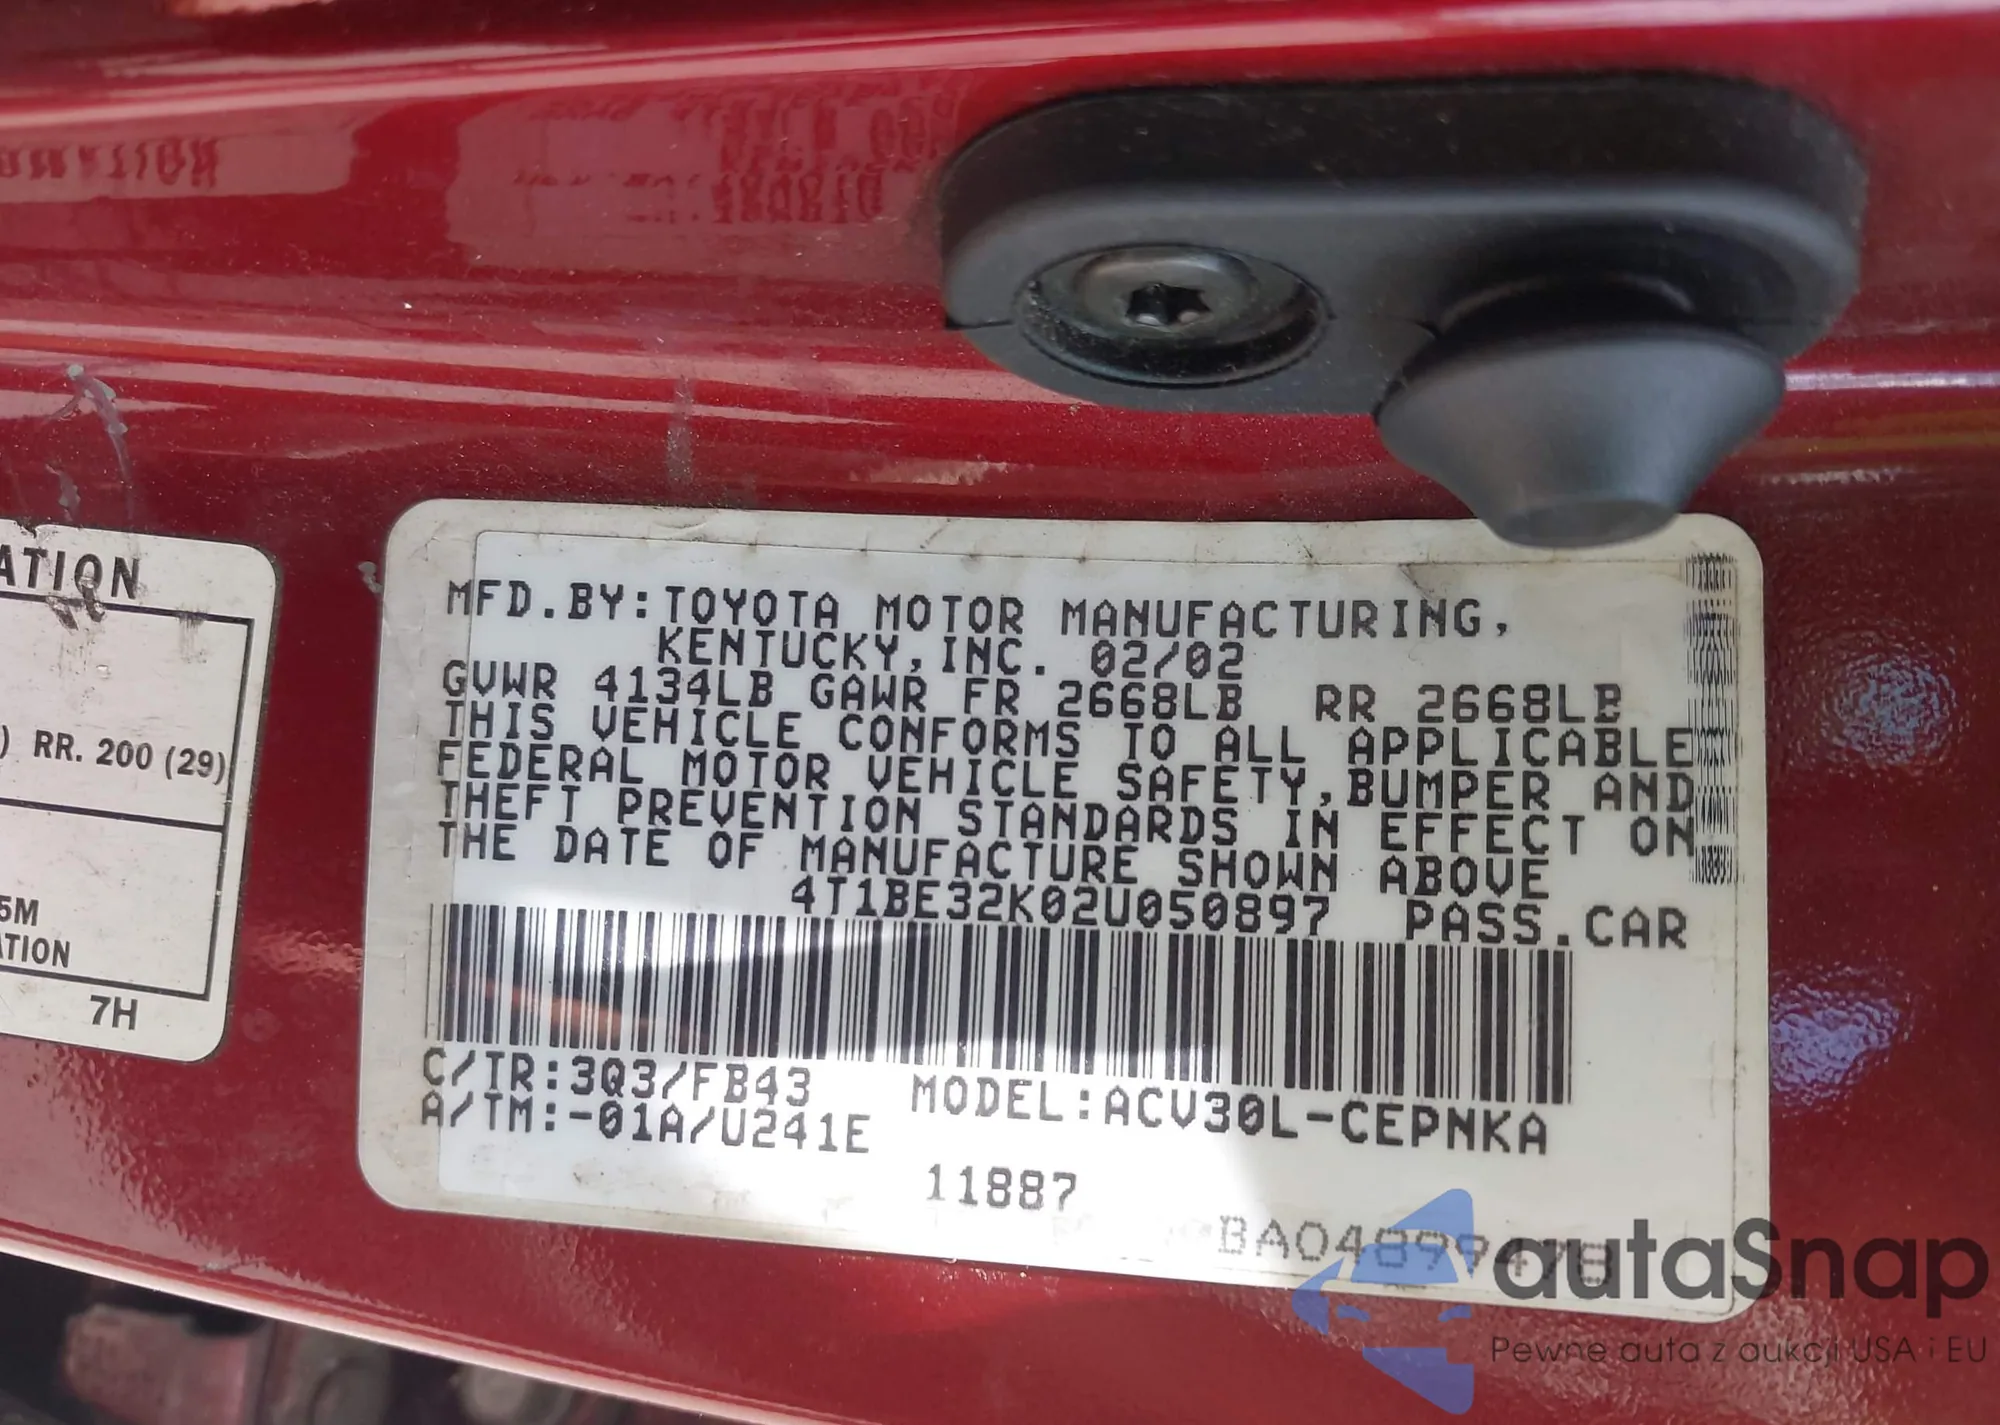 ATION
) RR. 200 (29)
5M
ATION
7H
MFD.BY:TOYOTA MOTOR MANUFACTURING,
KENTUCKY,INC. 02/02
GVWR 4134LB GAWR FR 2668LB RR 2668LB
THIS VEHICLE CONFORMS TO ALL APPLICABLE
FEDERAL MOTOR VEHICLE SAFETY,BUMPER AND
THEFT PREVENTION STANDARDS IN EFFECT ON
THE DATE OF MANUFACTURE SHOWN ABOVE
4T1BE32K02U050897 PASS.CAR
C/TR:3Q3/FB43 MODEL:ACV30L-CEPNKA
A/TM:-01A/U241E
11887
autaSnap
Pewne auta z aukcji USA i EU